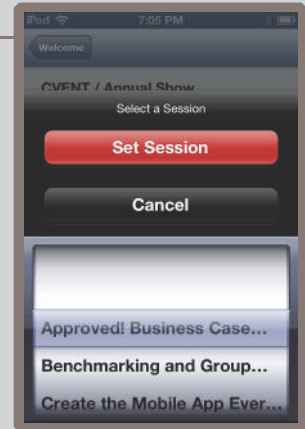 iPod 7:05 PM
Welcome
CVENT / Annual Show
Select a Session
Set Session
Cancel
Approved! Business Case...
Benchmarking and Group...
Create the Mobile App Ever...